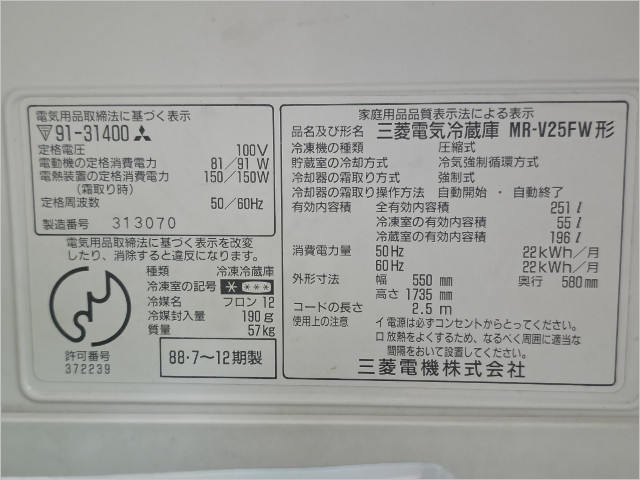 電気用品取締法に基づく表示
91-31400
定格電圧 100V
電動機の定格消費電力 81/91 W
電熱装置の定格消費電力 150/150W
(霜取り時)
定格周波数 50/60Hz
製造番号 313070
電気用品取締法に基づく表示を改変
したり、消除すると違反になります。
種類 冷凍冷蔵庫
冷凍室の記号 * ***
冷媒名 フロン 12
冷媒封入量 190g
質量 57kg
許可番号
372239
88・7〜12期製
家庭用品品質表示法による表示
品名及び形名 三菱電気冷蔵庫 MR-V25FW形
冷凍機の種類 圧縮式
貯蔵室の冷却方式 冷気強制循環方式
冷却器の霜取り方式 強制式
冷却器の霜取り操作方法 自動開始・自動終了
有効内容積 全有効内容積 251ℓ
冷凍室の有効内容積 55ℓ
冷蔵室の有効内容積 196ℓ
消費電力量 50Hz 22kWh/月
60Hz 22kWh/月
外形寸法 幅 550 mm 奥行 580mm
高さ 1735 mm
コードの長さ 2.5 m
使用上の注意 イ 電源は必ずコンセントからとってください。
ロ 放熱をよくするため、なるべく周囲に適当な
間隔をおいて設置してください。
三菱電機株式会社